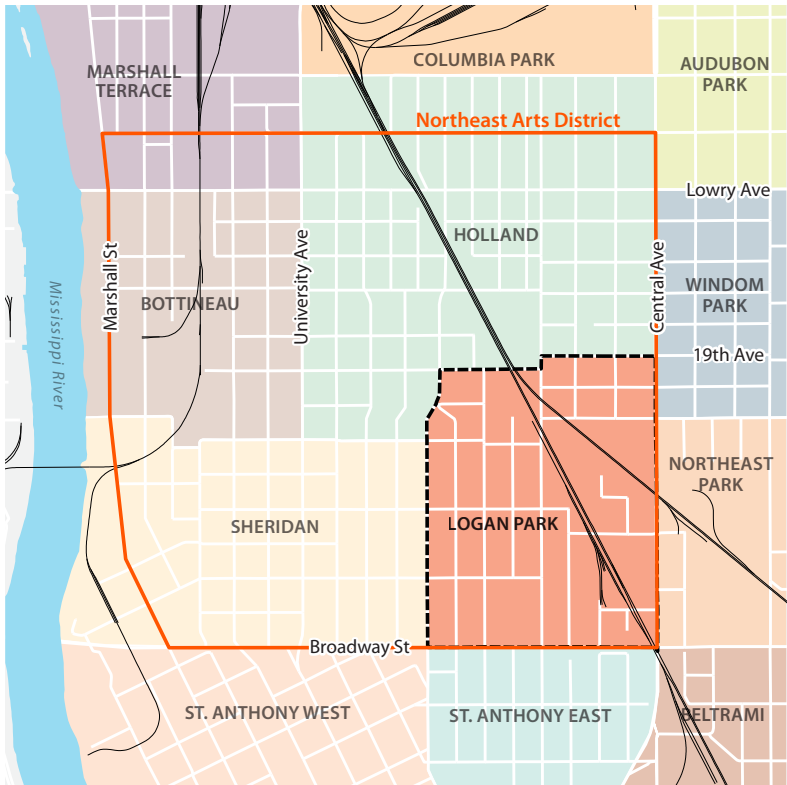 COLUMBIA PARK
MARSHALL
TERRACE
AUDUBON
PARK
Northeast Arts District
Lowry Ave
HOLLAND
Marshall St
University Ave
Central Ave
Mississippi River
BOTTINEAU
WINDOM
PARK
19th Ave
NORTHEAST
PARK
SHERIDAN
LOGAN PARK
Broadway St
ST. ANTHONY WEST
ST. ANTHONY EAST
BELTRAMI